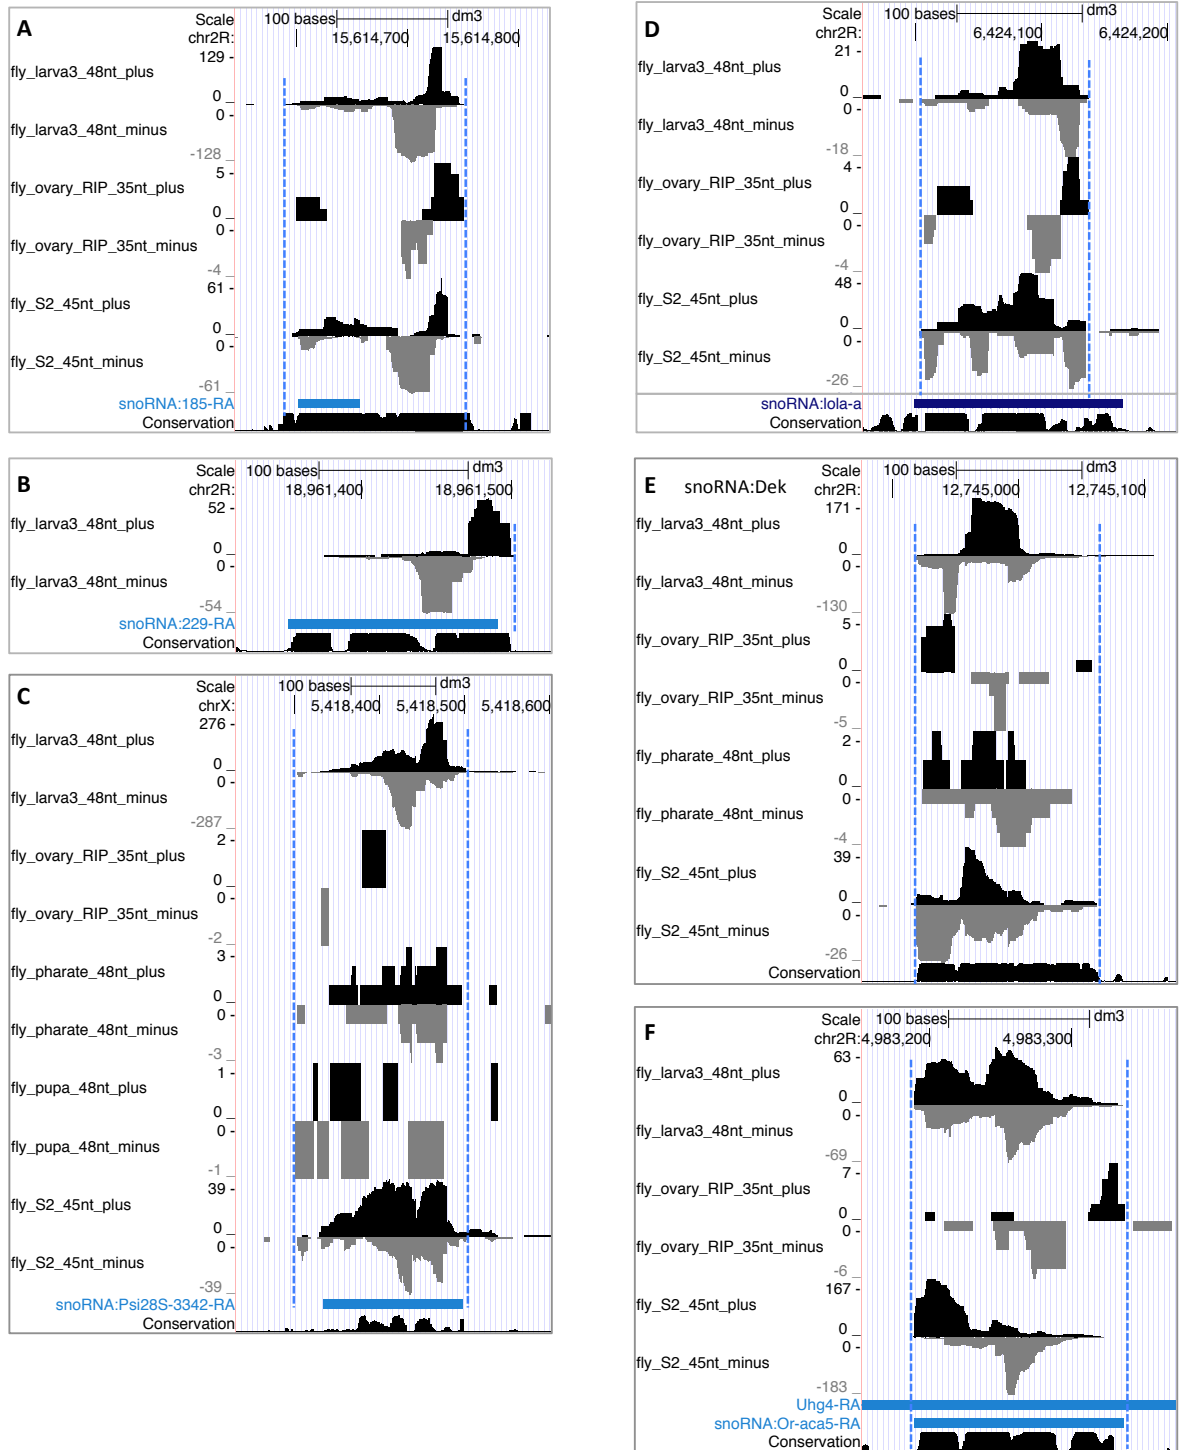 A
Scale 100 bases dm3
chr2R: 15,614,700 15,614,800
129 -
fly_larva3_48nt_plus
0 _
0 -
fly_larva3_48nt_minus
-128 _
5 -
fly_ovary_RIP_35nt_plus
0 _
0 -
fly_ovary_RIP_35nt_minus
-4 _
61 -
fly_S2_45nt_plus
0 _
0 -
fly_S2_45nt_minus
-61 _
snoRNA:185-RA
Conservation
B
Scale 100 bases dm3
chr2R: 18,961,400 18,961,500
52 -
fly_larva3_48nt_plus
0 _
0 -
fly_larva3_48nt_minus
-54 _
snoRNA:229-RA
Conservation
C
Scale 100 bases dm3
chrX: 5,418,400 5,418,500 5,418,600
276 -
fly_larva3_48nt_plus
0 _
0 -
fly_larva3_48nt_minus
-287 _
2 -
fly_ovary_RIP_35nt_plus
0 _
0 -
fly_ovary_RIP_35nt_minus
-2 _
3 -
fly_pharate_48nt_plus
0 _
0 -
fly_pharate_48nt_minus
-3 _
1 -
fly_pupa_48nt_plus
0 _
0 -
fly_pupa_48nt_minus
-1 _
39 -
fly_S2_45nt_plus
0 _
0 -
fly_S2_45nt_minus
-39 _
snoRNA:Psi28S-3342-RA
Conservation
D
Scale 100 bases dm3
chr2R: 6,424,100 6,424,200
21 -
fly_larva3_48nt_plus
0 _
0 -
fly_larva3_48nt_minus
-18 _
4 -
fly_ovary_RIP_35nt_plus
0 _
0 -
fly_ovary_RIP_35nt_minus
-4 _
48 -
fly_S2_45nt_plus
0 _
0 -
fly_S2_45nt_minus
-26 _
snoRNA:lola-a
Conservation
E snoRNA:Dek
Scale 100 bases dm3
chr2R: 12,745,000 12,745,100
171 -
fly_larva3_48nt_plus
0 _
0 -
fly_larva3_48nt_minus
-130 _
5 -
fly_ovary_RIP_35nt_plus
0 _
0 -
fly_ovary_RIP_35nt_minus
-5 _
2 -
fly_pharate_48nt_plus
0 _
0 -
fly_pharate_48nt_minus
-4 _
39 -
fly_S2_45nt_plus
0 _
0 -
fly_S2_45nt_minus
-26 _
Conservation
F
Scale 100 bases dm3
chr2R: 4,983,200 4,983,300
63 -
fly_larva3_48nt_plus
0 _
0 -
fly_larva3_48nt_minus
-69 _
7 -
fly_ovary_RIP_35nt_plus
0 _
0 -
fly_ovary_RIP_35nt_minus
-6 _
167 -
fly_S2_45nt_plus
0 _
0 -
fly_S2_45nt_minus
-183 _
Uhg4-RA
snoRNA:Or-aca5-RA
Conservation